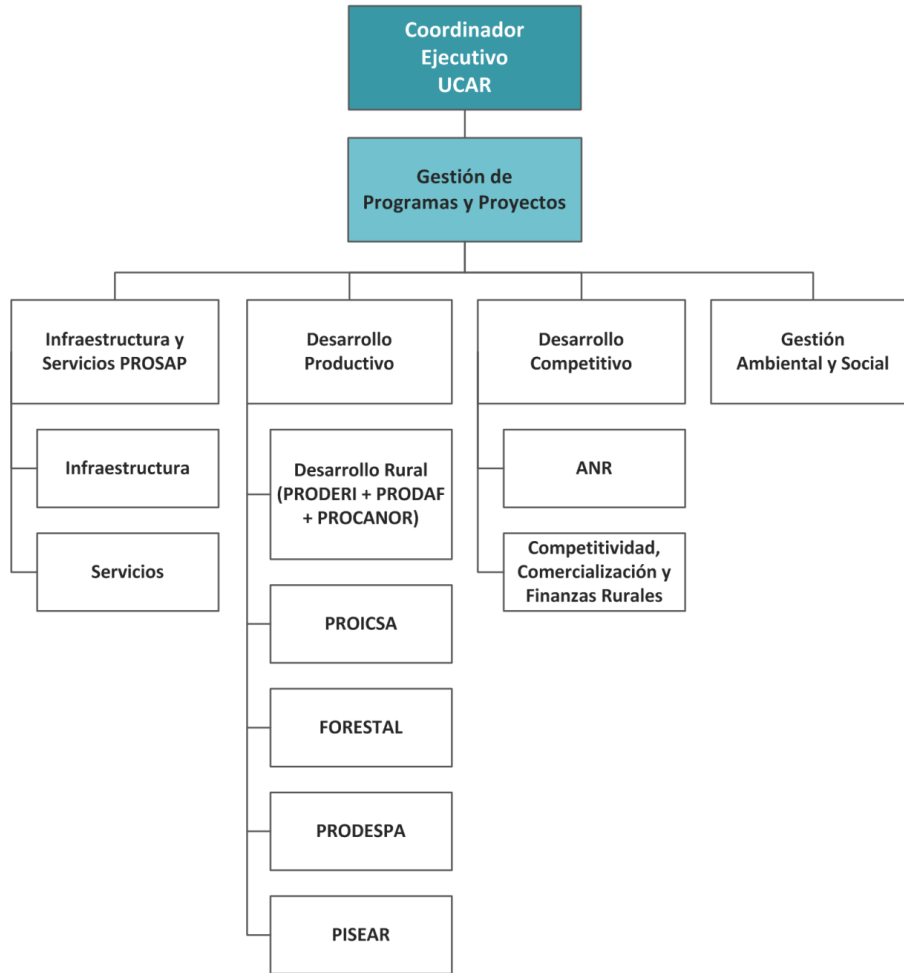 Coordinador
Ejecutivo
UCAR
Gestión de
Programas y Proyectos
Infraestructura y
Servicios PROSAP
Desarrollo
Productivo
Desarrollo
Competitivo
Gestión
Ambiental y Social
Infraestructura
Servicios
Desarrollo Rural
(PRODERI + PRODAF
+ PROCANOR)
PROICSA
FORESTAL
PRODESPA
PISEAR
ANR
Competitividad,
Comercialización y
Finanzas Rurales